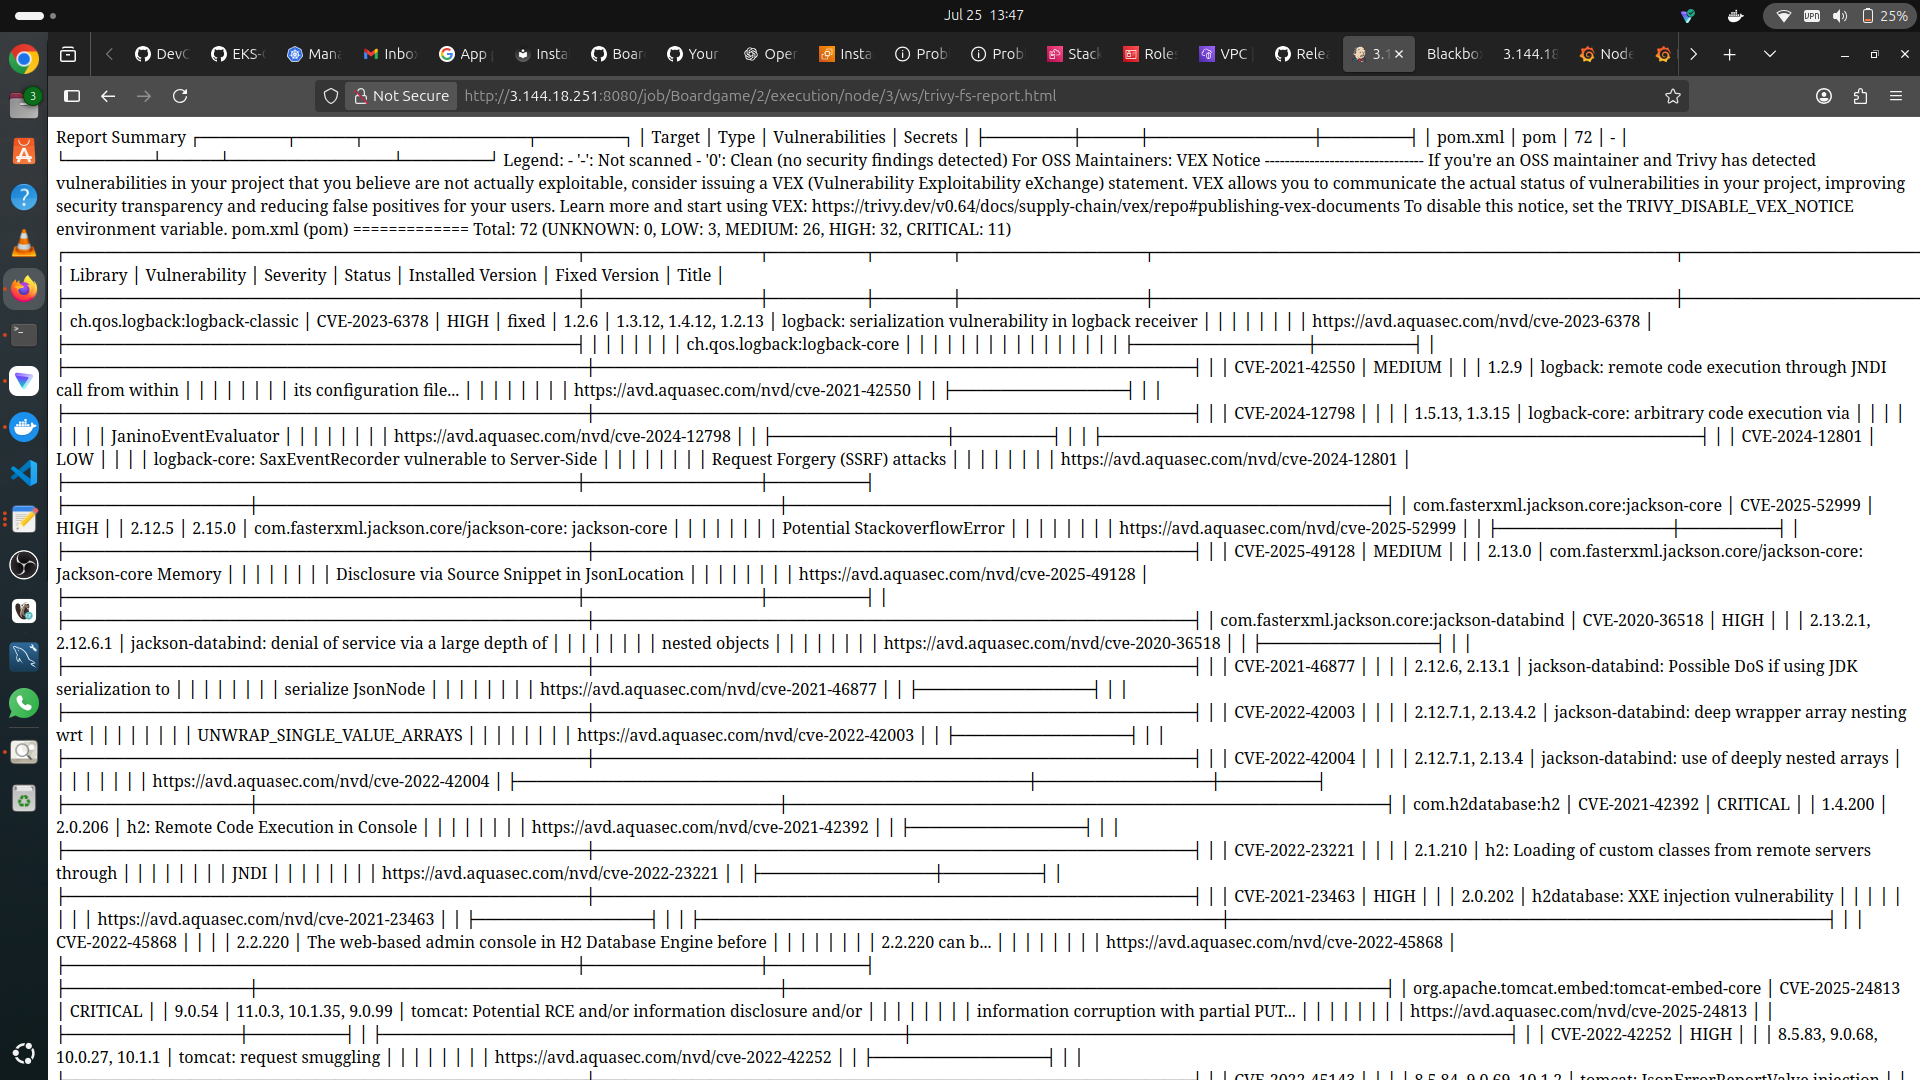 Jul 25 13:47
25%
DevC
EKS-C
Mana
Inbo
App
Insta
Boar
Your
Oper
Insta
Prob
Prob
Stack
Roles
VPC
Relea
3.1
Blackbo
3.144.18
Node
Not Secure
http://3.144.18.251:8080/job/Boardgame/2/execution/node/3/ws/trivy-fs-report.html
3
Report Summary | Target | Type | Vulnerabilities | Secrets | | pom.xml | pom | 72 | - |
Legend: - '-': Not scanned - '0': Clean (no security findings detected) For OSS Maintainers: VEX Notice -------------------------------- If you're an OSS maintainer and Trivy has detected
vulnerabilities in your project that you believe are not actually exploitable, consider issuing a VEX (Vulnerability Exploitability eXchange) statement. VEX allows you to communicate the actual status of vulnerabilities in your project, improving
security transparency and reducing false positives for your users. Learn more and start using VEX: https://trivy.dev/v0.64/docs/supply-chain/vex/repo#publishing-vex-documents To disable this notice, set the TRIVY_DISABLE_VEX_NOTICE
environment variable. pom.xml (pom) ============= Total: 72 (UNKNOWN: 0, LOW: 3, MEDIUM: 26, HIGH: 32, CRITICAL: 11)
| Library | Vulnerability | Severity | Status | Installed Version | Fixed Version | Title |
| ch.qos.logback:logback-classic | CVE-2023-6378 | HIGH | fixed | 1.2.6 | 1.3.12, 1.4.12, 1.2.13 | logback: serialization vulnerability in logback receiver | | | | | | | | https://avd.aquasec.com/nvd/cve-2023-6378 |
| | | | | | | ch.qos.logback:logback-core | | | | | | | | | | | | | | | |
| | | CVE-2021-42550 | MEDIUM | | | 1.2.9 | logback: remote code execution through JNDI
call from within | | | | | | | | its configuration file... | | | | | | | | https://avd.aquasec.com/nvd/cve-2021-42550 | | | | |
| | | CVE-2024-12798 | | | | 1.5.13, 1.3.15 | logback-core: arbitrary code execution via | | | |
| | | | JaninoEventEvaluator | | | | | | | | https://avd.aquasec.com/nvd/cve-2024-12798 | | | | | | | | CVE-2024-12801 |
LOW | | | | logback-core: SaxEventRecorder vulnerable to Server-Side | | | | | | | | Request Forgery (SSRF) attacks | | | | | | | | https://avd.aquasec.com/nvd/cve-2024-12801 |
| | com.fasterxml.jackson.core:jackson-core | CVE-2025-52999 |
HIGH | | 2.12.5 | 2.15.0 | com.fasterxml.jackson.core/jackson-core: jackson-core | | | | | | | | Potential StackoverflowError | | | | | | | | https://avd.aquasec.com/nvd/cve-2025-52999 | | | |
| | | CVE-2025-49128 | MEDIUM | | | 2.13.0 | com.fasterxml.jackson.core/jackson-core:
Jackson-core Memory | | | | | | | | Disclosure via Source Snippet in JsonLocation | | | | | | | | https://avd.aquasec.com/nvd/cve-2025-49128 |
| | com.fasterxml.jackson.core:jackson-databind | CVE-2020-36518 | HIGH | | | 2.13.2.1,
2.12.6.1 | jackson-databind: denial of service via a large depth of | | | | | | | | nested objects | | | | | | | | https://avd.aquasec.com/nvd/cve-2020-36518 | | | | |
| | | CVE-2021-46877 | | | | 2.12.6, 2.13.1 | jackson-databind: Possible DoS if using JDK
serialization to | | | | | | | | serialize JsonNode | | | | | | | | https://avd.aquasec.com/nvd/cve-2021-46877 | | | | |
| | | CVE-2022-42003 | | | | 2.12.7.1, 2.13.4.2 | jackson-databind: deep wrapper array nesting
wrt | | | | | | | | UNWRAP_SINGLE_VALUE_ARRAYS | | | | | | | | https://avd.aquasec.com/nvd/cve-2022-42003 | | | | |
| | | CVE-2022-42004 | | | | 2.12.7.1, 2.13.4 | jackson-databind: use of deeply nested arrays |
| | | | | | | https://avd.aquasec.com/nvd/cve-2022-42004 |
| | com.h2database:h2 | CVE-2021-42392 | CRITICAL | | 1.4.200 |
2.0.206 | h2: Remote Code Execution in Console | | | | | | | | https://avd.aquasec.com/nvd/cve-2021-42392 | | | | |
| | | CVE-2022-23221 | | | | 2.1.210 | h2: Loading of custom classes from remote servers
through | | | | | | | | JNDI | | | | | | | | https://avd.aquasec.com/nvd/cve-2022-23221 | | | |
| | | CVE-2021-23463 | HIGH | | | 2.0.202 | h2database: XXE injection vulnerability | | | | |
| | | https://avd.aquasec.com/nvd/cve-2021-23463 | | | | | | |
CVE-2022-45868 | | | | 2.2.220 | The web-based admin console in H2 Database Engine before | | | | | | | | 2.2.220 can b... | | | | | | | | https://avd.aquasec.com/nvd/cve-2022-45868 |
| | org.apache.tomcat.embed:tomcat-embed-core | CVE-2025-24813
| CRITICAL | | 9.0.54 | 11.0.3, 10.1.35, 9.0.99 | tomcat: Potential RCE and/or information disclosure and/or | | | | | | | | information corruption with partial PUT... | | | | | | | | https://avd.aquasec.com/nvd/cve-2025-24813 | |
| | | | | CVE-2022-42252 | HIGH | | | 8.5.83, 9.0.68,
10.0.27, 10.1.1 | tomcat: request smuggling | | | | | | | | https://avd.aquasec.com/nvd/cve-2022-42252 | | | | |
| | | CVE-2022-45143 | | | | 8.5.84, 9.0.69, 10.1.2 | tomcat: JsonErrorReportValve injection | |